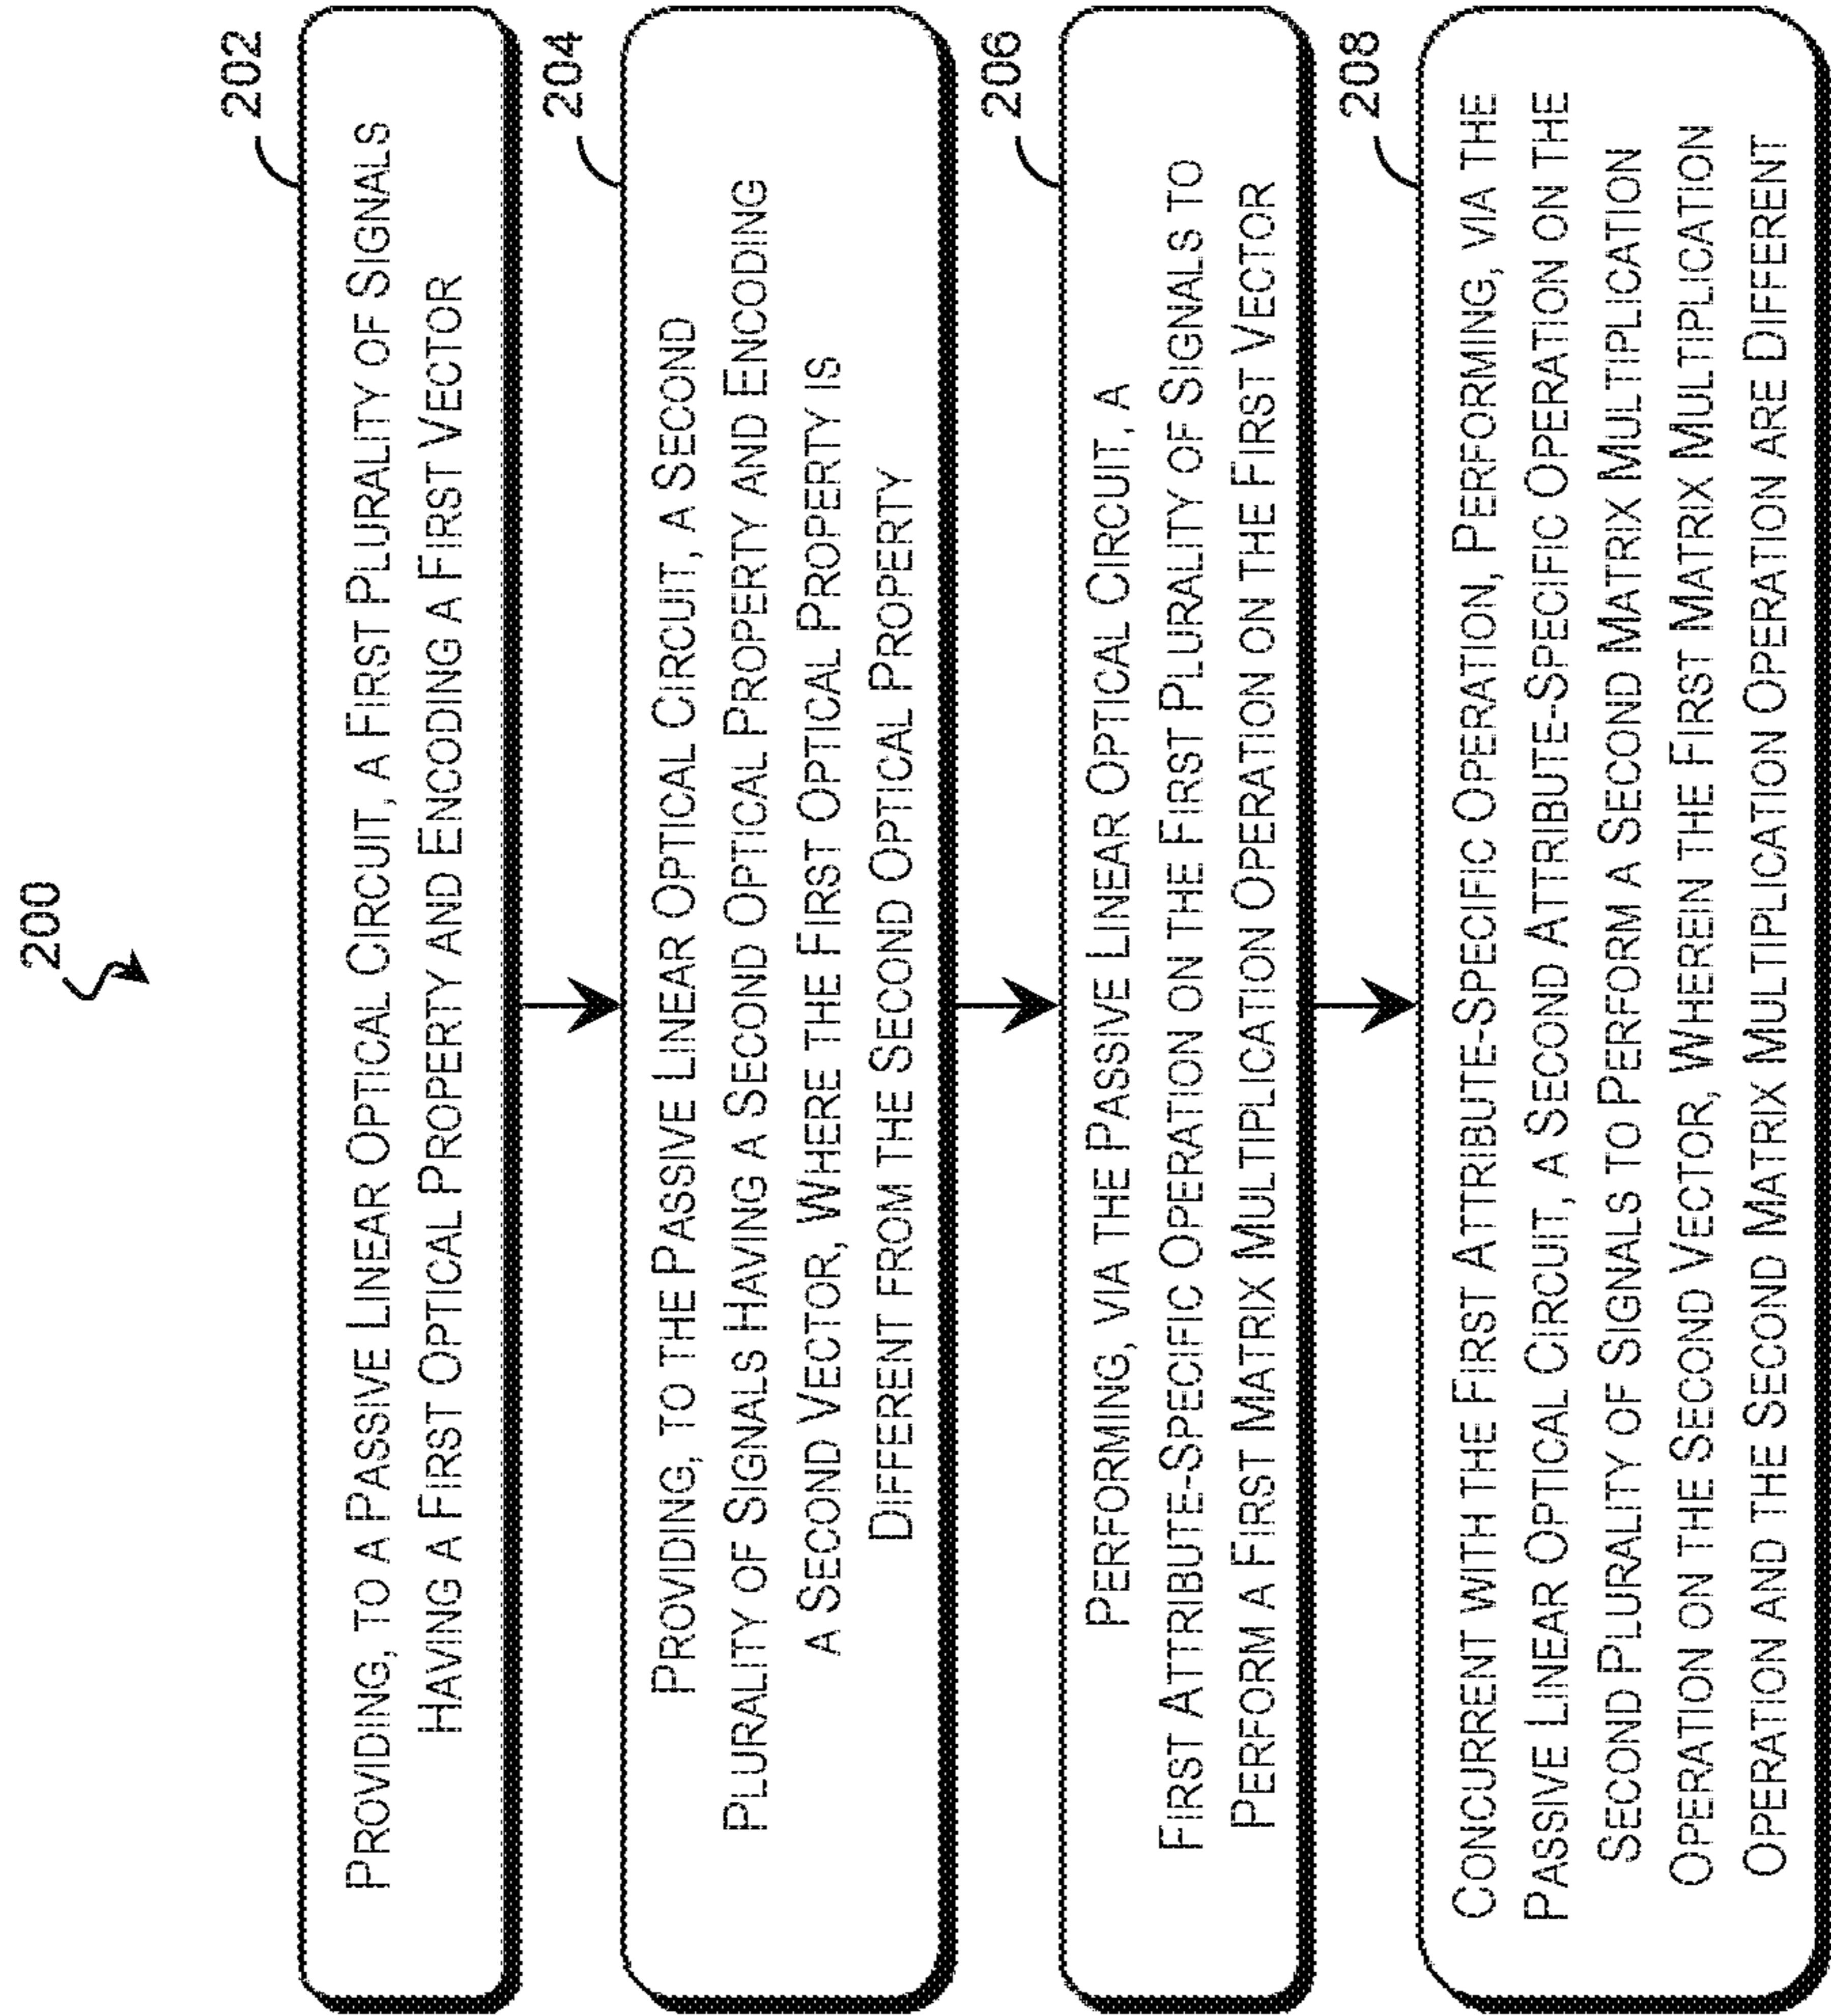 200
202
PROVIDING, TO A PASSIVE LINEAR OPTICAL CIRCUIT, A FIRST PLURALITY OF SIGNALS
HAVING A FIRST OPTICAL PROPERTY AND ENCODING A FIRST VECTOR
204
PROVIDING, TO THE PASSIVE LINEAR OPTICAL CIRCUIT, A SECOND
PLURALITY OF SIGNALS HAVING A SECOND OPTICAL PROPERTY AND ENCODING
A SECOND VECTOR, WHERE THE FIRST OPTICAL PROPERTY IS
DIFFERENT FROM THE SECOND OPTICAL PROPERTY
206
PERFORMING, VIA THE PASSIVE LINEAR OPTICAL CIRCUIT, A
FIRST ATTRIBUTE-SPECIFIC OPERATION ON THE FIRST PLURALITY OF SIGNALS TO
PERFORM A FIRST MATRIX MULTIPLICATION OPERATION ON THE FIRST VECTOR
208
CONCURRENT WITH THE FIRST ATTRIBUTE-SPECIFIC OPERATION, PERFORMING, VIA THE
PASSIVE LINEAR OPTICAL CIRCUIT, A SECOND ATTRIBUTE-SPECIFIC OPERATION ON THE
SECOND PLURALITY OF SIGNALS TO PERFORM A SECOND MATRIX MULTIPLICATION
OPERATION ON THE SECOND VECTOR, WHEREIN THE FIRST MATRIX MULTIPLICATION
OPERATION AND THE SECOND MATRIX MULTIPLICATION OPERATION ARE DIFFERENT